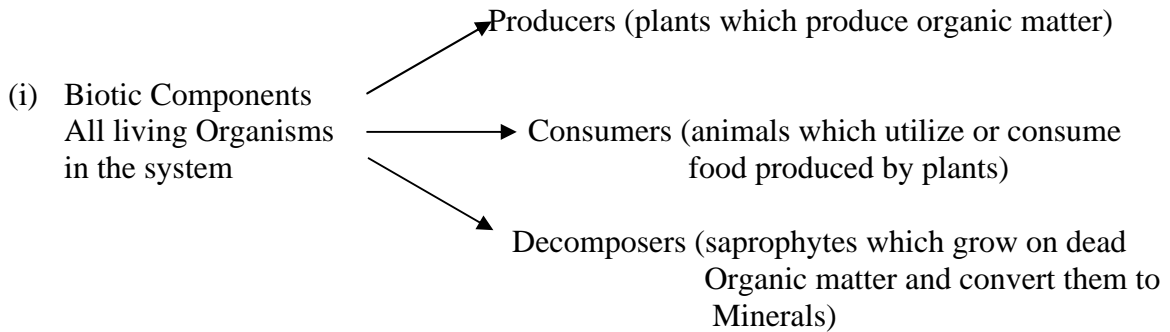 Producers (plants which produce organic matter)
(i) Biotic Components
All living Organisms
in the system
Consumers (animals which utilize or consume
food produced by plants)
Decomposers (saprophytes which grow on dead
Organic matter and convert them to
Minerals)